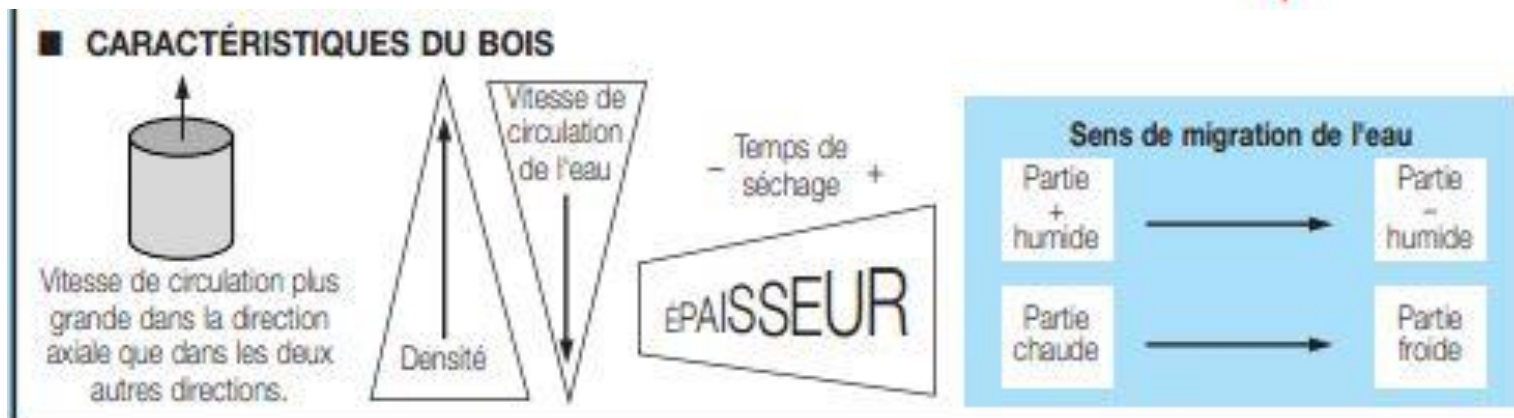 ■ CARACTÉRISTIQUES DU BOIS
Vitesse de circulation plus
grande dans la direction
axiale que dans les deux
autres directions.
Densité
Vitesse de
circulation
de l'eau
– Temps de séchage +
ÉPAISSEUR
Sens de migration de l'eau
Partie
+
humide
Partie
–
humide
Partie
chaude
Partie
froide